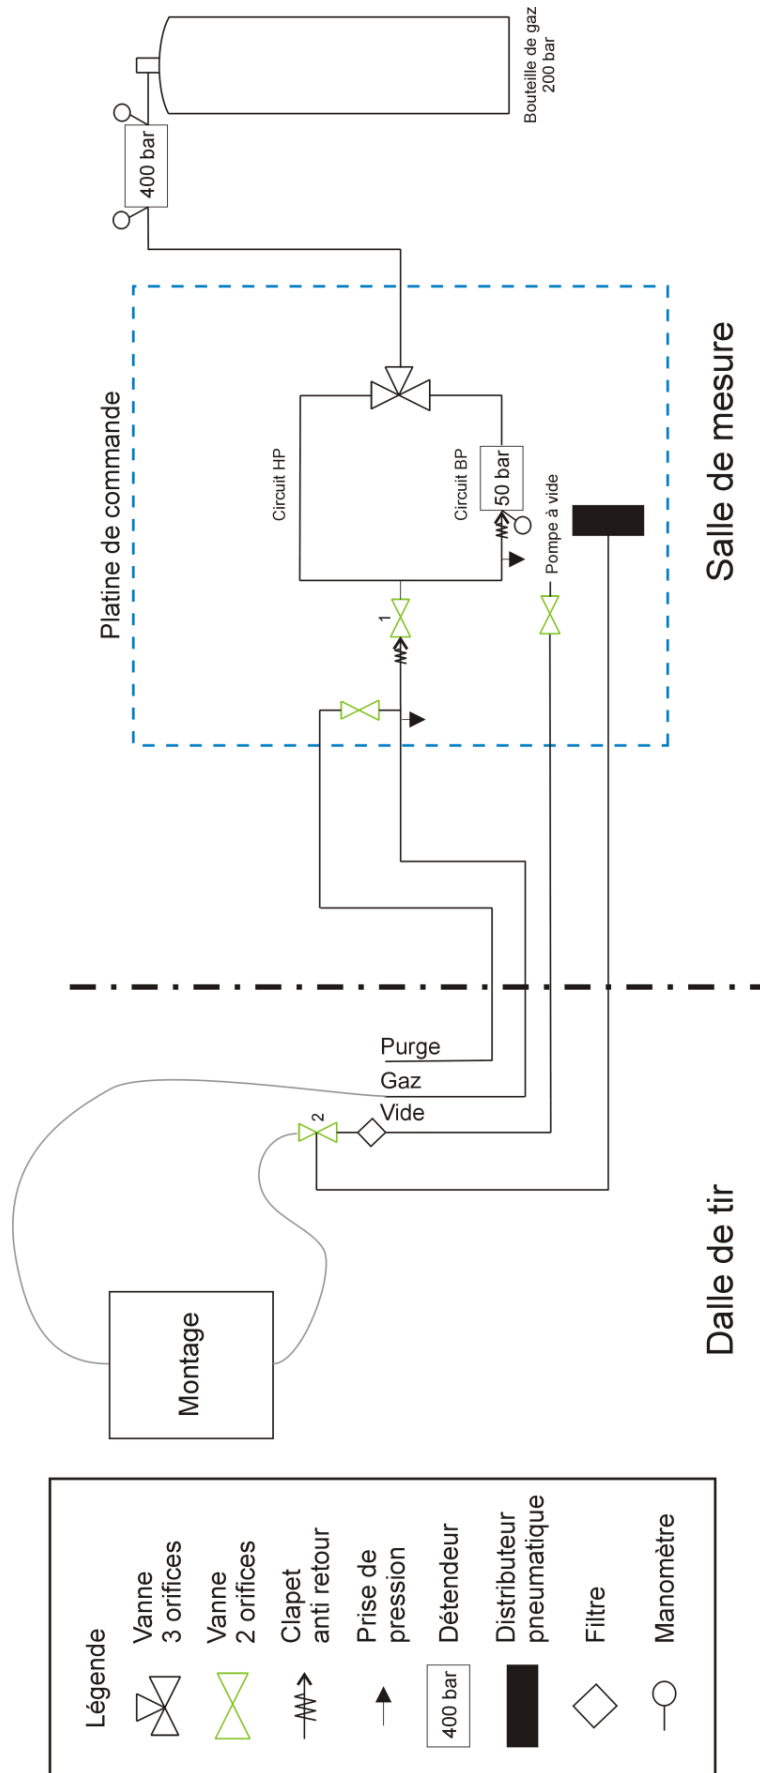 Légende
Vanne
3 orifices
Vanne
2 orifices
Clapet
anti retour
Prise de
pression
400 bar
Détendeur
Distributeur
pneumatique
Filtre
Manomètre
Montage
Dalle de tir
2
Purge
Gaz
Vide
Platine de commande
1
Circuit HP
Circuit BP
50 bar
Pompe à vide
Salle de mesure
400 bar
Bouteille de gaz
200 bar